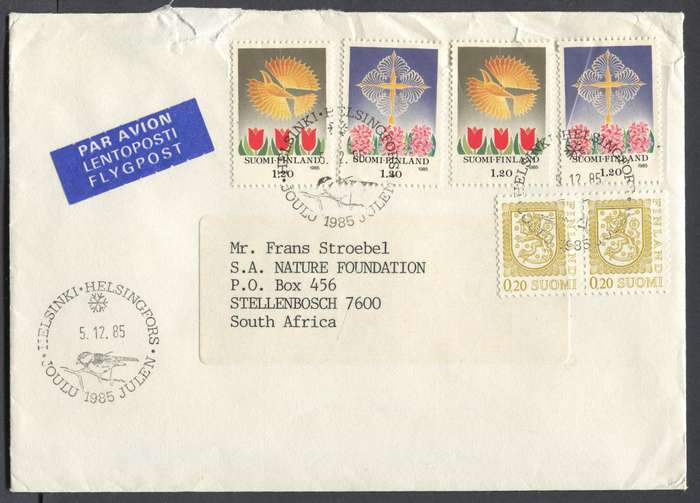 PAR AVION
LENTOPOSTI
FLYGPOST
SUOMI-FINLAND
1.20 1985
SUOMI-FINLAND
1.20 1985
SUOMI-FINLAND
1.20 1985
SUOMI-FINLAND
1.20 1985
HELSINKI·HELSINGFORS
JOULU 1985 JULEN
HELSINKI·HELSINGFORS
5.12.85
1985
FINLAND
0,20 SUOMI
FINLAND
0,20 SUOMI
Mr. Frans Stroebel
S.A. NATURE FOUNDATION
P.O. Box 456
STELLENBOSCH 7600
South Africa
HELSINKI·HELSINGFORS
5.12.85
JOULU 1985 JULEN